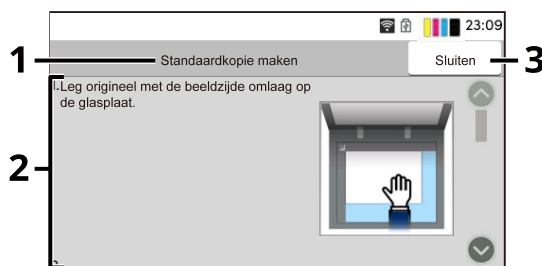 23:09
1
Standaardkopie maken
Sluiten
3
2
Leg origineel met de beeldzijde omlaag op
de glasplaat.